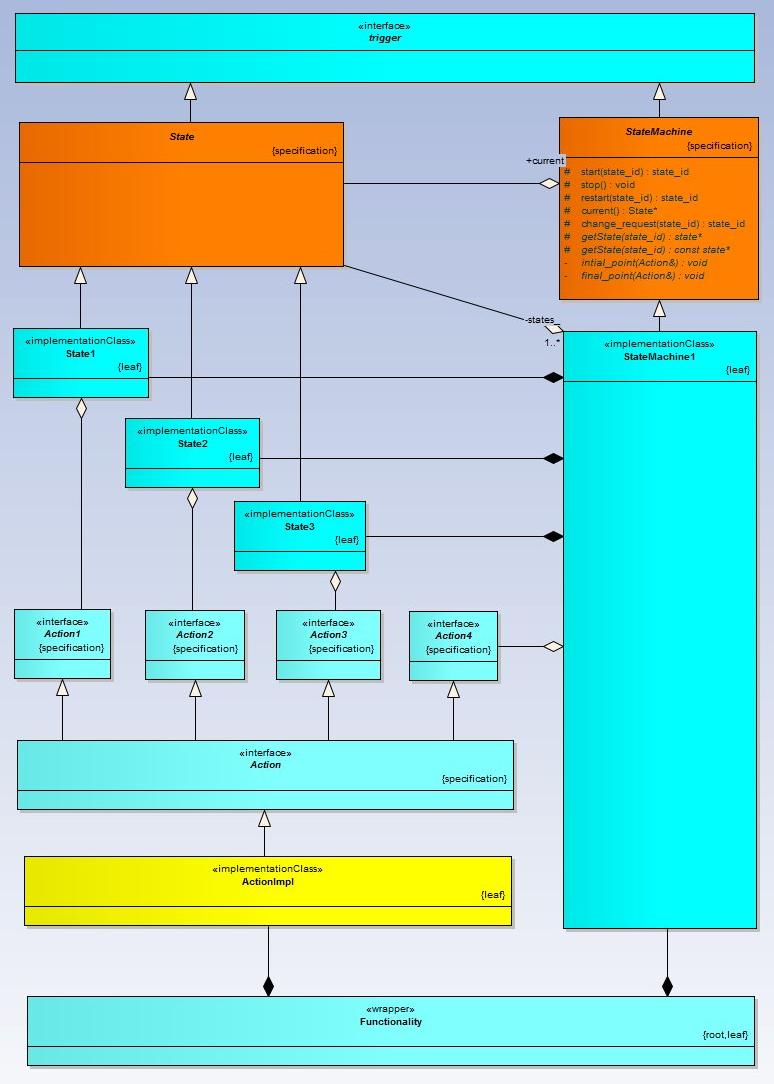 «interface»
trigger
State
{specification}
StateMachine
{specification}
+current
# start(state_id) : state_id
# stop() : void
# restart(state_id) : state_id
# current() : State*
# change_request(state_id) : state_id
# getState(state_id) : state*
# getState(state_id) : const state*
- intial_point(Action&) : void
- final_point(Action&) : void
-states_
1..*
«implementationClass»
State1
{leaf}
«implementationClass»
StateMachine1
{leaf}
«implementationClass»
State2
{leaf}
«implementationClass»
State3
{leaf}
«interface»
Action1
{specification}
«interface»
Action2
{specification}
«interface»
Action3
{specification}
«interface»
Action4
{specification}
«interface»
Action
{specification}
«implementationClass»
ActionImpl
{leaf}
«wrapper»
Functionality
{root,leaf}